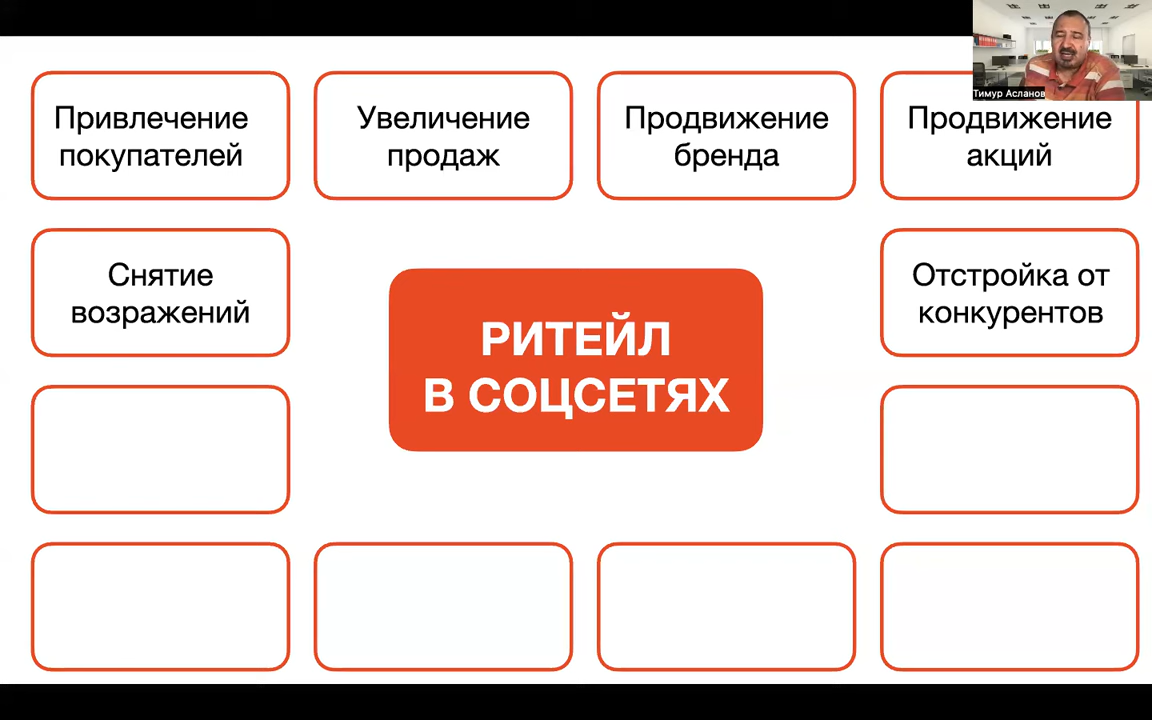 Тимур Асланов
Привлечение
покупателей
Увеличение
продаж
Продвижение
бренда
Продвижение
акций
Снятие
возражений
РИТЕЙЛ
В СОЦСЕТЯХ
Отстройка от
конкурентов